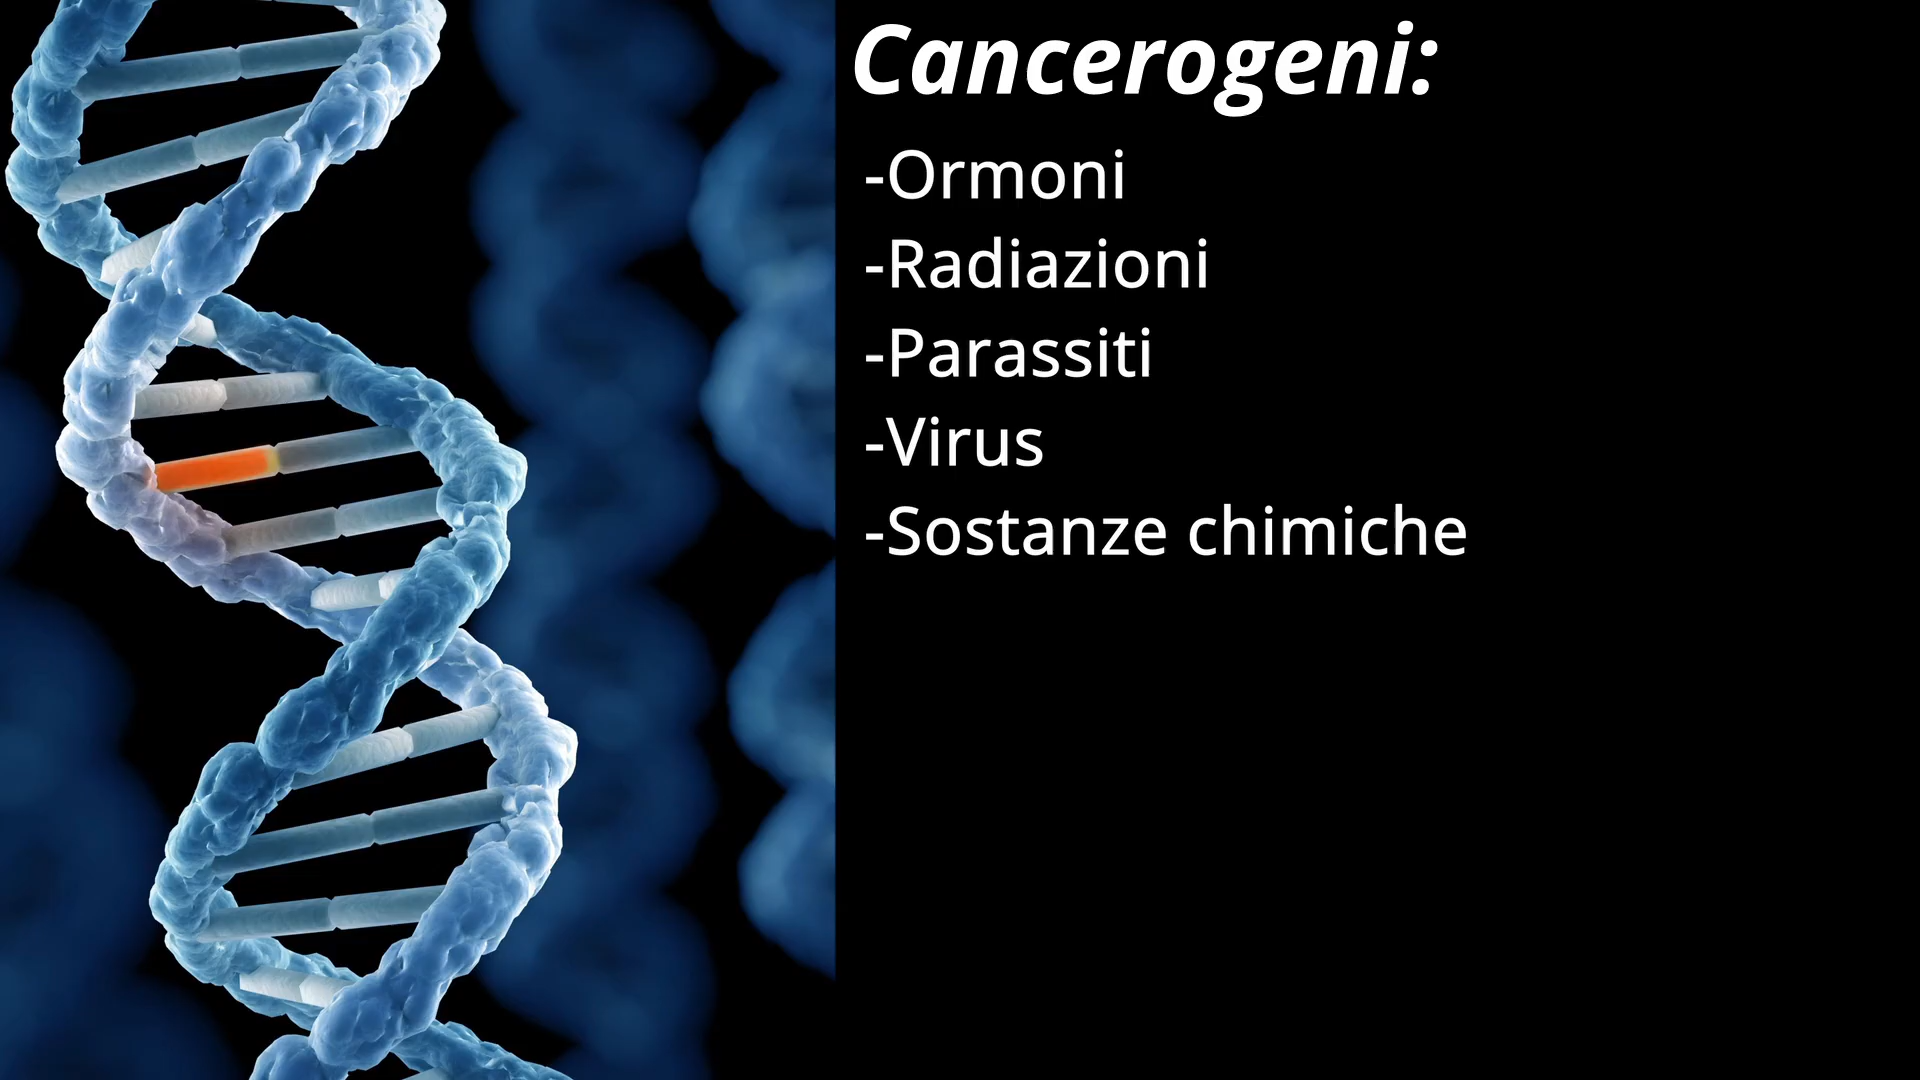 Cancerogeni:
-Ormoni
-Radiazioni
-Parassiti
-Virus
-Sostanze chimiche